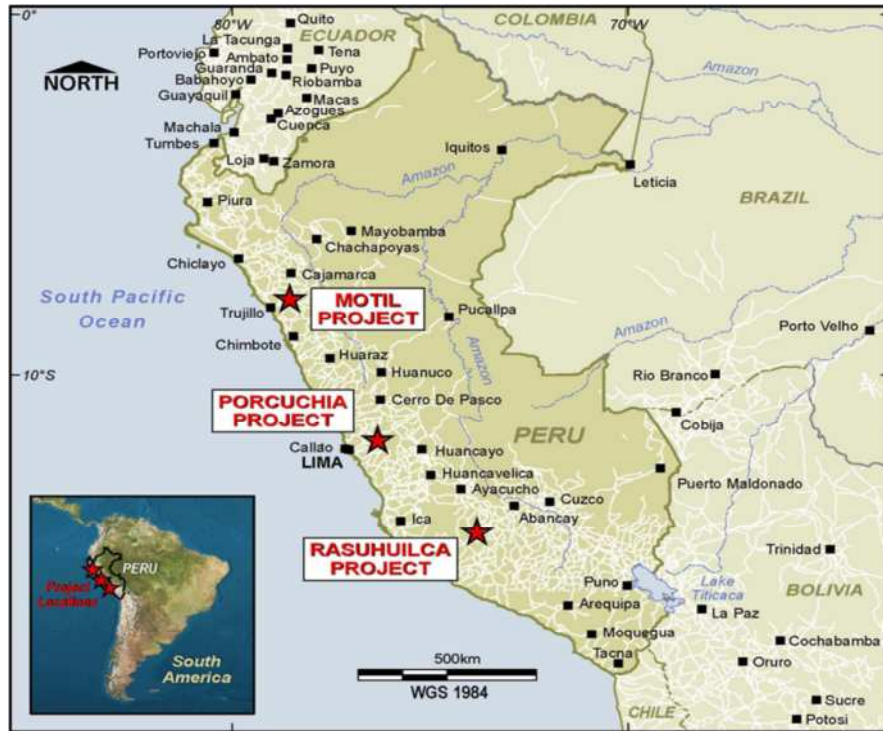 0°
80°W
70°W
Quito
COLOMBIA
La Tacunga
ECUADOR
Portoviejo
Ambato
Tena
Guaranda
Puyo
Babahoyo
Riobamba
Guayaquil
Macas
Azogues
Cuenca
Machala
Tumbes
Loja
Zamora
NORTH
Amazon
Amazon
Iquitos
Amazon
Leticia
BRAZIL
Piura
Mayobamba
Chachapoyas
Chiclayo
Cajamarca
South Pacific
Ocean
MOTIL
PROJECT
Trujillo
Pucallpa
Chimbote
Amazon
Amazon
Porto Velho
Huaraz
10°S
Huanuco
Rio Branco
PORCUCHIA
PROJECT
Cerro De Pasco
Cobija
PERU
Callao
LIMA
Huancayo
Huancavelica
Ayacucho
Puerto Maldonado
Cuzco
Abancay
Ica
RASUHUILCA
PROJECT
Trinidad
BOLIVIA
Puno
Lake
Titicaca
La Paz
Arequipa
Moquegua
Cochabamba
Tacna
Oruro
Sucre
Potosi
CHILE
500km
WGS 1984
PERU
Project
Locations
South
America